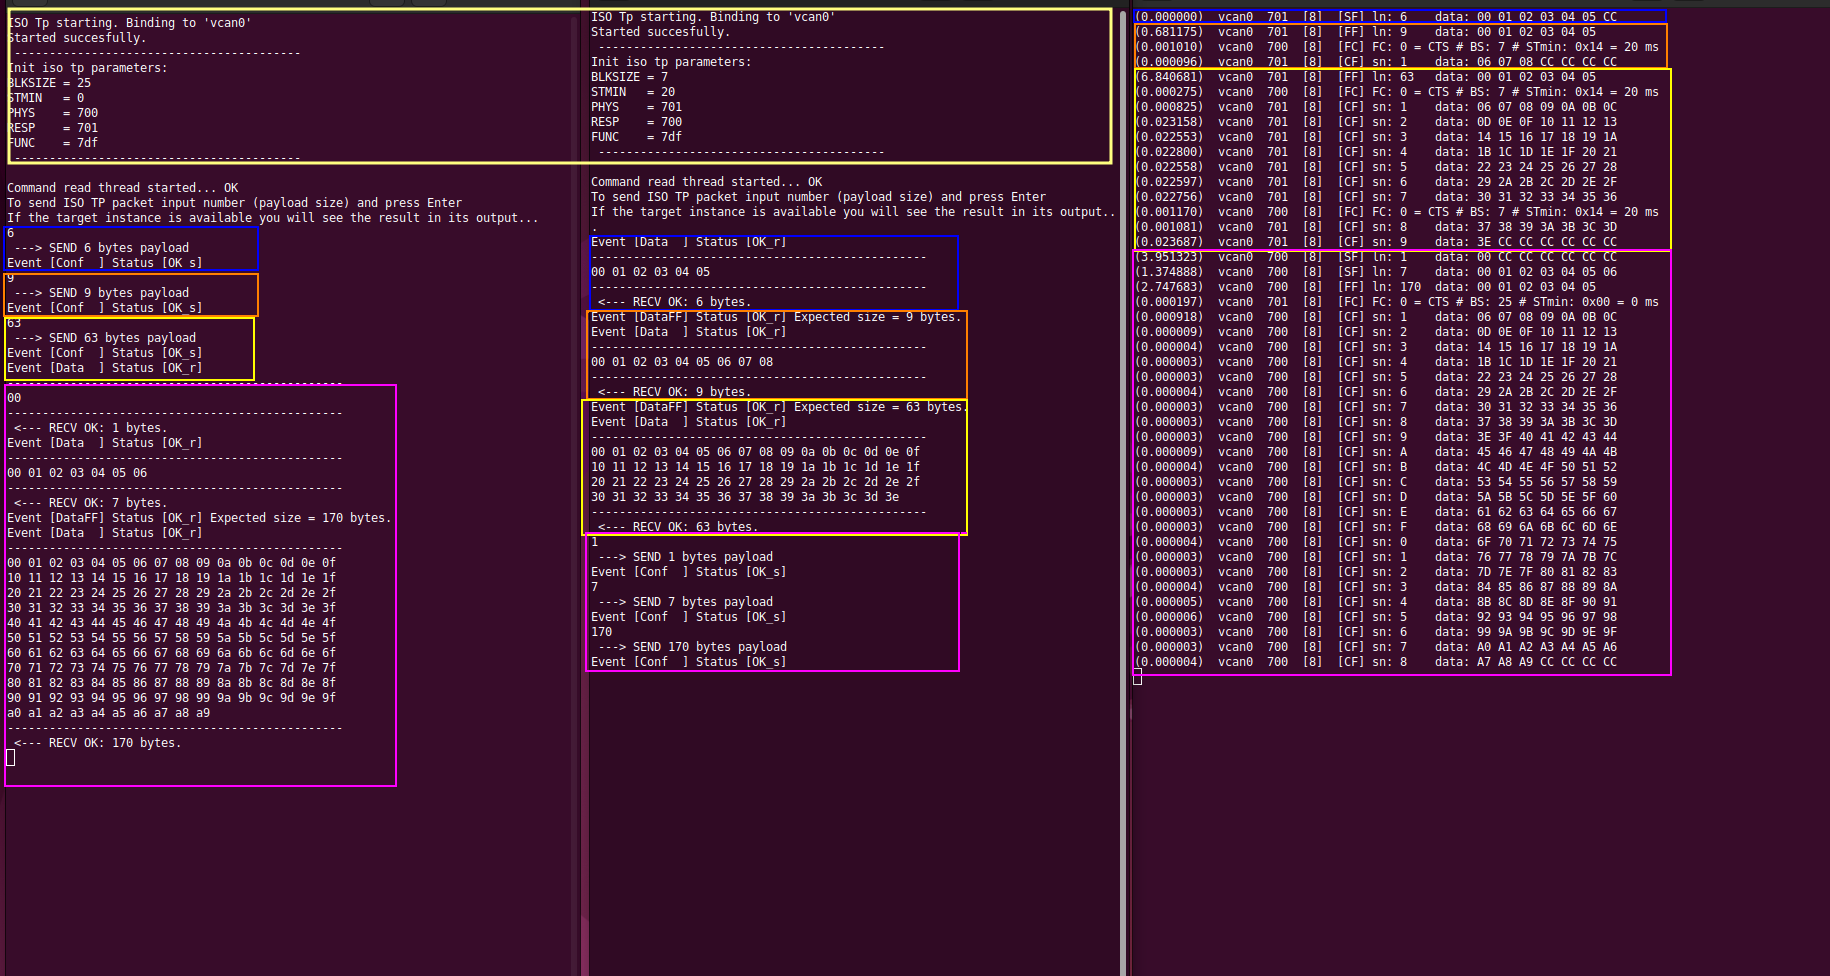 ISO Tp starting. Binding to 'vcan0'
Started succesfully.
-----------------------------------------
Init iso tp parameters:
BLKSIZE = 25
STMIN   = 0
PHYS    = 700
RESP    = 701
FUNC    = 7df
-----------------------------------------
Command read thread started... OK
To send ISO TP packet input number (payload size) and press Enter
If the target instance is available you will see the result in its output...
6
---> SEND 6 bytes payload
Event [Conf  ] Status [OK_s]
9
---> SEND 9 bytes payload
Event [Conf  ] Status [OK_s]
63
---> SEND 63 bytes payload
Event [Conf  ] Status [OK_s]
Event [Data  ] Status [OK_r]
------------------------------------------------
00
------------------------------------------------
<--- RECV OK: 1 bytes.
Event [Data  ] Status [OK_r]
------------------------------------------------
00 01 02 03 04 05 06
------------------------------------------------
<--- RECV OK: 7 bytes.
Event [DataFF] Status [OK_r] Expected size = 170 bytes.
Event [Data  ] Status [OK_r]
------------------------------------------------
00 01 02 03 04 05 06 07 08 09 0a 0b 0c 0d 0e 0f
10 11 12 13 14 15 16 17 18 19 1a 1b 1c 1d 1e 1f
20 21 22 23 24 25 26 27 28 29 2a 2b 2c 2d 2e 2f
30 31 32 33 34 35 36 37 38 39 3a 3b 3c 3d 3e 3f
40 41 42 43 44 45 46 47 48 49 4a 4b 4c 4d 4e 4f
50 51 52 53 54 55 56 57 58 59 5a 5b 5c 5d 5e 5f
60 61 62 63 64 65 66 67 68 69 6a 6b 6c 6d 6e 6f
70 71 72 73 74 75 76 77 78 79 7a 7b 7c 7d 7e 7f
80 81 82 83 84 85 86 87 88 89 8a 8b 8c 8d 8e 8f
90 91 92 93 94 95 96 97 98 99 9a 9b 9c 9d 9e 9f
a0 a1 a2 a3 a4 a5 a6 a7 a8 a9
------------------------------------------------
<--- RECV OK: 170 bytes.
ISO Tp starting. Binding to 'vcan0'
Started succesfully.
-----------------------------------------
Init iso tp parameters:
BLKSIZE = 7
STMIN   = 20
PHYS    = 701
RESP    = 700
FUNC    = 7df
-----------------------------------------
Command read thread started... OK
To send ISO TP packet input number (payload size) and press Enter
If the target instance is available you will see the result in its output..
.
Event [Data  ] Status [OK_r]
------------------------------------------------
00 01 02 03 04 05
------------------------------------------------
<--- RECV OK: 6 bytes.
Event [DataFF] Status [OK_r] Expected size = 9 bytes.
Event [Data  ] Status [OK_r]
------------------------------------------------
00 01 02 03 04 05 06 07 08
------------------------------------------------
<--- RECV OK: 9 bytes.
Event [DataFF] Status [OK_r] Expected size = 63 bytes.
Event [Data  ] Status [OK_r]
------------------------------------------------
00 01 02 03 04 05 06 07 08 09 0a 0b 0c 0d 0e 0f
10 11 12 13 14 15 16 17 18 19 1a 1b 1c 1d 1e 1f
20 21 22 23 24 25 26 27 28 29 2a 2b 2c 2d 2e 2f
30 31 32 33 34 35 36 37 38 39 3a 3b 3c 3d 3e
------------------------------------------------
<--- RECV OK: 63 bytes.
1
---> SEND 1 bytes payload
Event [Conf  ] Status [OK_s]
7
---> SEND 7 bytes payload
Event [Conf  ] Status [OK_s]
170
---> SEND 170 bytes payload
Event [Conf  ] Status [OK_s]
(0.000000)  vcan0  701  [8]  [SF] ln: 6    data: 00 01 02 03 04 05 CC
(0.681175)  vcan0  701  [8]  [FF] ln: 9    data: 00 01 02 03 04 05
(0.001010)  vcan0  700  [8]  [FC] FC: 0 = CTS # BS: 7 # STmin: 0x14 = 20 ms
(0.000096)  vcan0  701  [8]  [CF] sn: 1    data: 06 07 08 CC CC CC CC
(6.840681)  vcan0  701  [8]  [FF] ln: 63   data: 00 01 02 03 04 05
(0.000275)  vcan0  700  [8]  [FC] FC: 0 = CTS # BS: 7 # STmin: 0x14 = 20 ms
(0.000825)  vcan0  701  [8]  [CF] sn: 1    data: 06 07 08 09 0A 0B 0C
(0.023158)  vcan0  701  [8]  [CF] sn: 2    data: 0D 0E 0F 10 11 12 13
(0.022553)  vcan0  701  [8]  [CF] sn: 3    data: 14 15 16 17 18 19 1A
(0.022800)  vcan0  701  [8]  [CF] sn: 4    data: 1B 1C 1D 1E 1F 20 21
(0.022558)  vcan0  701  [8]  [CF] sn: 5    data: 22 23 24 25 26 27 28
(0.022597)  vcan0  701  [8]  [CF] sn: 6    data: 29 2A 2B 2C 2D 2E 2F
(0.022756)  vcan0  701  [8]  [CF] sn: 7    data: 30 31 32 33 34 35 36
(0.001170)  vcan0  700  [8]  [FC] FC: 0 = CTS # BS: 7 # STmin: 0x14 = 20 ms
(0.001081)  vcan0  701  [8]  [CF] sn: 8    data: 37 38 39 3A 3B 3C 3D
(0.023687)  vcan0  701  [8]  [CF] sn: 9    data: 3E CC CC CC CC CC CC
(3.951323)  vcan0  700  [8]  [SF] ln: 1    data: 00 CC CC CC CC CC CC
(1.374888)  vcan0  700  [8]  [SF] ln: 7    data: 00 01 02 03 04 05 06
(2.747683)  vcan0  700  [8]  [FF] ln: 170  data: 00 01 02 03 04 05
(0.000197)  vcan0  701  [8]  [FC] FC: 0 = CTS # BS: 25 # STmin: 0x00 = 0 ms
(0.000918)  vcan0  700  [8]  [CF] sn: 1    data: 06 07 08 09 0A 0B 0C
(0.000009)  vcan0  700  [8]  [CF] sn: 2    data: 0D 0E 0F 10 11 12 13
(0.000004)  vcan0  700  [8]  [CF] sn: 3    data: 14 15 16 17 18 19 1A
(0.000003)  vcan0  700  [8]  [CF] sn: 4    data: 1B 1C 1D 1E 1F 20 21
(0.000003)  vcan0  700  [8]  [CF] sn: 5    data: 22 23 24 25 26 27 28
(0.000004)  vcan0  700  [8]  [CF] sn: 6    data: 29 2A 2B 2C 2D 2E 2F
(0.000003)  vcan0  700  [8]  [CF] sn: 7    data: 30 31 32 33 34 35 36
(0.000003)  vcan0  700  [8]  [CF] sn: 8    data: 37 38 39 3A 3B 3C 3D
(0.000003)  vcan0  700  [8]  [CF] sn: 9    data: 3E 3F 40 41 42 43 44
(0.000009)  vcan0  700  [8]  [CF] sn: A    data: 45 46 47 48 49 4A 4B
(0.000004)  vcan0  700  [8]  [CF] sn: B    data: 4C 4D 4E 4F 50 51 52
(0.000003)  vcan0  700  [8]  [CF] sn: C    data: 53 54 55 56 57 58 59
(0.000003)  vcan0  700  [8]  [CF] sn: D    data: 5A 5B 5C 5D 5E 5F 60
(0.000003)  vcan0  700  [8]  [CF] sn: E    data: 61 62 63 64 65 66 67
(0.000003)  vcan0  700  [8]  [CF] sn: F    data: 68 69 6A 6B 6C 6D 6E
(0.000004)  vcan0  700  [8]  [CF] sn: 0    data: 6F 70 71 72 73 74 75
(0.000003)  vcan0  700  [8]  [CF] sn: 1    data: 76 77 78 79 7A 7B 7C
(0.000003)  vcan0  700  [8]  [CF] sn: 2    data: 7D 7E 7F 80 81 82 83
(0.000004)  vcan0  700  [8]  [CF] sn: 3    data: 84 85 86 87 88 89 8A
(0.000005)  vcan0  700  [8]  [CF] sn: 4    data: 8B 8C 8D 8E 8F 90 91
(0.000006)  vcan0  700  [8]  [CF] sn: 5    data: 92 93 94 95 96 97 98
(0.000003)  vcan0  700  [8]  [CF] sn: 6    data: 99 9A 9B 9C 9D 9E 9F
(0.000003)  vcan0  700  [8]  [CF] sn: 7    data: A0 A1 A2 A3 A4 A5 A6
(0.000004)  vcan0  700  [8]  [CF] sn: 8    data: A7 A8 A9 CC CC CC CC